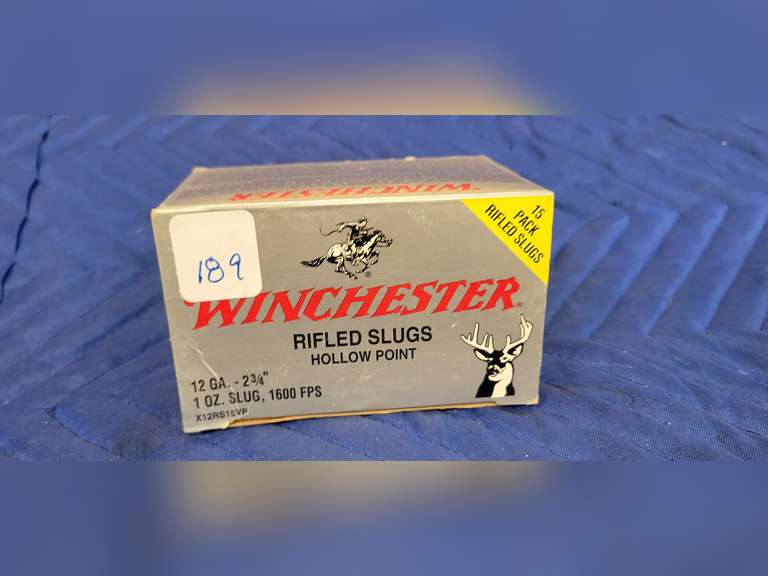 WINCHESTER
15
PACK
RIFLED SLUGS
189
WINCHESTER®
RIFLED SLUGS
HOLLOW POINT
12 GA. - 2¾"
1 OZ. SLUG, 1600 FPS
X12RS15VP